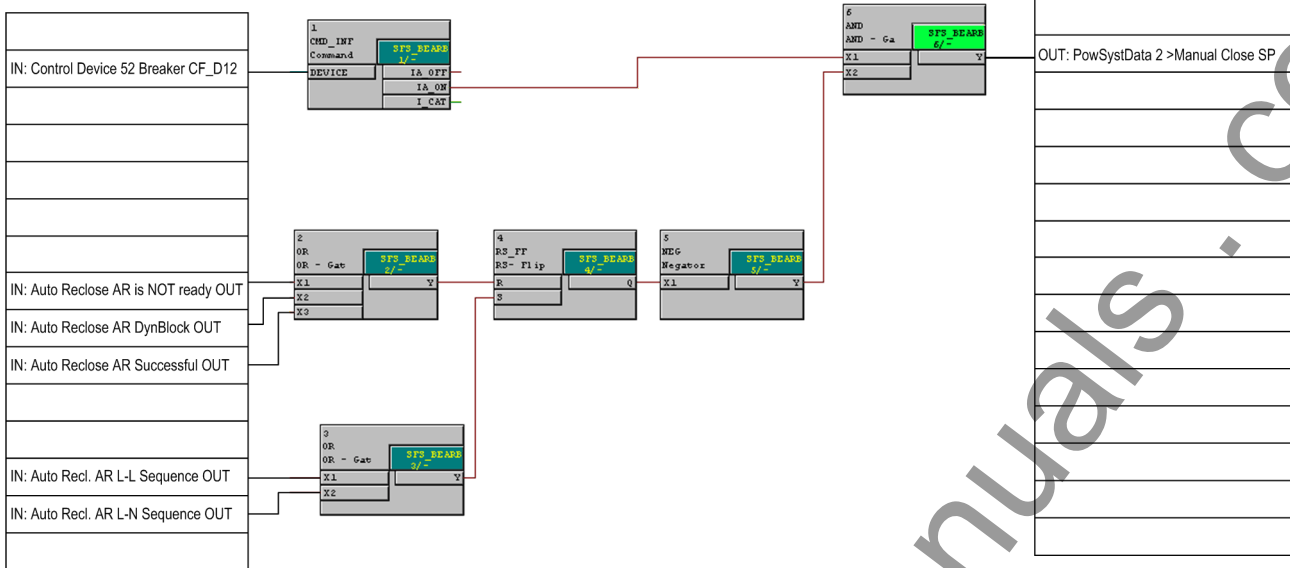 1
CMD_INF
Command
SFS_BEARB
1/-
IN: Control Device 52 Breaker CF_D12
DEVICE
IA OFF
IA_ON
I_CAT
6
AND
AND - Ga
SFS_BEARB
6/-
X1
Y
X2
OUT: PowSystData 2 >Manual Close SP
2
OR
OR - Gat
SFS_BEARB
2/-
X1
Y
X2
X3
IN: Auto Reclose AR is NOT ready OUT
IN: Auto Reclose AR DynBlock OUT
IN: Auto Reclose AR Successful OUT
4
RS_FF
RS- Flip
SFS_BEARB
4/-
R
Q
S
5
NEG
Negator
SFS_BEARB
5/-
X1
Y
3
OR
OR - Gat
SFS_BEARB
3/-
X1
Y
X2
IN: Auto Recl. AR L-L Sequence OUT
IN: Auto Recl. AR L-N Sequence OUT